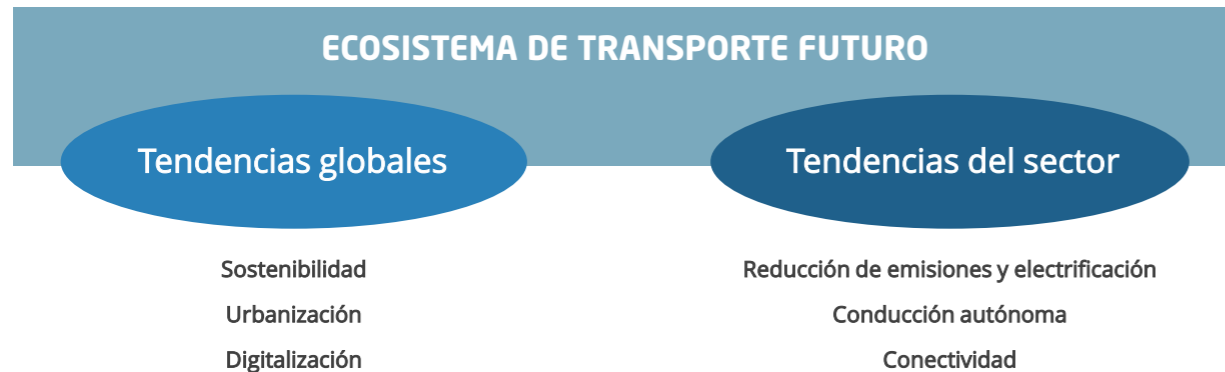 ECOSISTEMA DE TRANSPORTE FUTURO
Tendencias globales
Sostenibilidad
Urbanización
Digitalización
Tendencias del sector
Reducción de emisiones y electrificación
Conducción autónoma
Conectividad